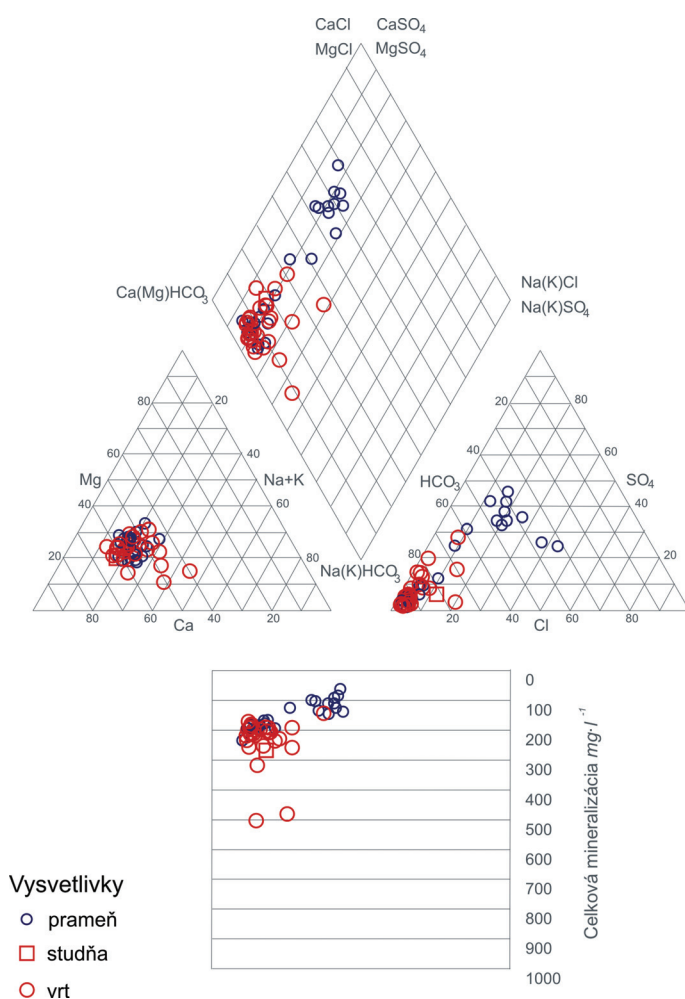 CaCl CaSO₄
MgCl MgSO₄
Ca(Mg)HCO₃
Na(K)Cl
Na(K)SO₄
80 20 80 20
60 40 60 40
Mg Na+K HCO₃ SO₄
40 60 60 40
20 80 80 20
Na(K)HCO₃
80 60 40 20 20 40 60 80
Ca Cl
0
100
200
300
400
500
600
700
800
900
1000
Celková mineralizácia mg·l⁻¹
Vysvetlivky
prameň
studňa
vrt